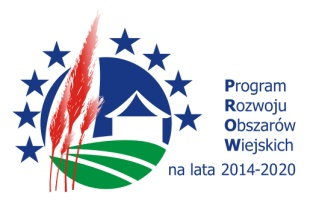 Program
Rozwoju
Obszarów
Wiejskich
na lata 2014-2020